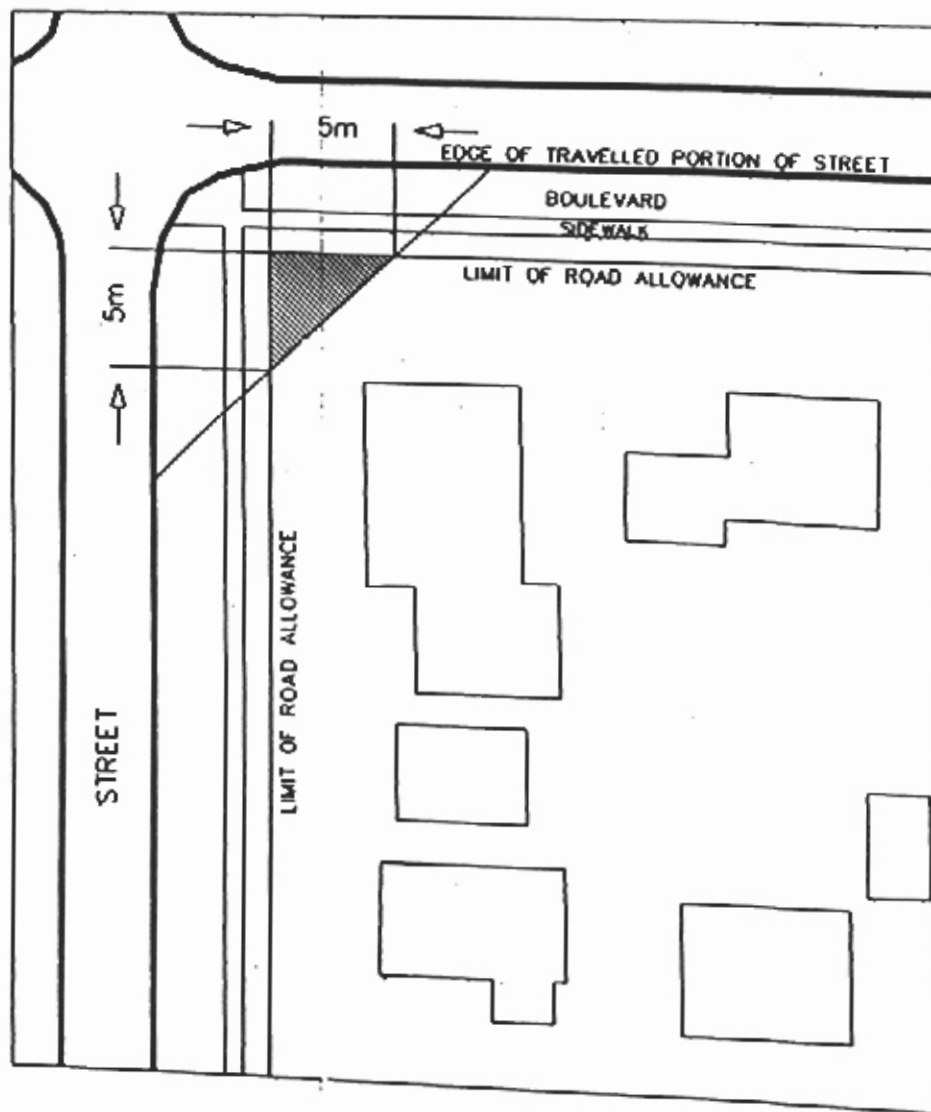 5m
EDGE OF TRAVELLED PORTION OF STREET
BOULEVARD
SIDEWALK
LIMIT OF ROAD ALLOWANCE
5m
LIMIT OF ROAD ALLOWANCE
STREET